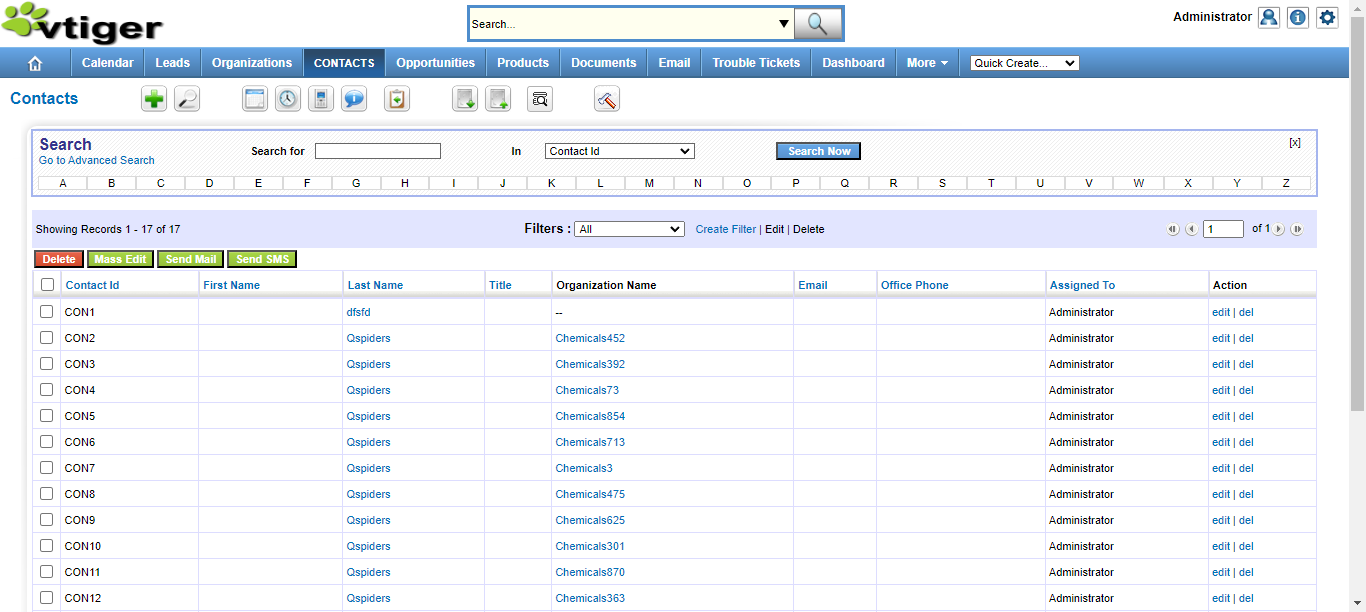 vtiger
Search...
Administrator
Calendar Leads Organizations CONTACTS Opportunities Products Documents Email Trouble Tickets Dashboard More Quick Create...
Contacts
Search
Go to Advanced Search
Search for In Contact Id Search Now [x]
A B C D E F G H I J K L M N O P Q R S T U V W X Y Z
Showing Records 1 - 17 of 17 Filters : All Create Filter | Edit | Delete 1 of 1
Delete Mass Edit Send Mail Send SMS
Contact Id First Name Last Name Title Organization Name Email Office Phone Assigned To Action
CON1 dfsfd -- Administrator edit | del
CON2 Qspiders Chemicals452 Administrator edit | del
CON3 Qspiders Chemicals392 Administrator edit | del
CON4 Qspiders Chemicals73 Administrator edit | del
CON5 Qspiders Chemicals854 Administrator edit | del
CON6 Qspiders Chemicals713 Administrator edit | del
CON7 Qspiders Chemicals3 Administrator edit | del
CON8 Qspiders Chemicals475 Administrator edit | del
CON9 Qspiders Chemicals625 Administrator edit | del
CON10 Qspiders Chemicals301 Administrator edit | del
CON11 Qspiders Chemicals870 Administrator edit | del
CON12 Qspiders Chemicals363 Administrator edit | del